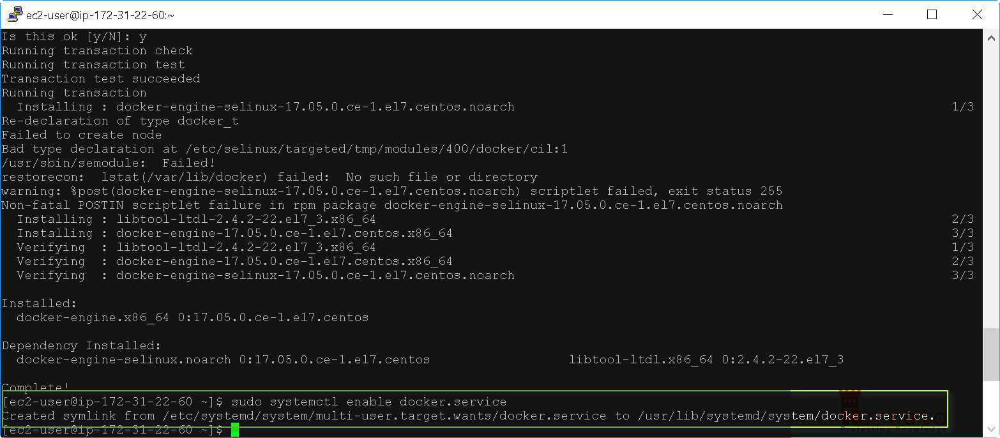 ec2-user@ip-172-31-22-60:~
Is this ok [y/N]: y
Running transaction check
Running transaction test
Transaction test succeeded
Running transaction
  Installing : docker-engine-selinux-17.05.0.ce-1.el7.centos.noarch 1/3
Re-declaration of type docker_t
Failed to create node
Bad type declaration at /etc/selinux/targeted/tmp/modules/400/docker/cil:1
/usr/sbin/semodule:  Failed!
restorecon:  lstat(/var/lib/docker) failed:  No such file or directory
warning: %post(docker-engine-selinux-17.05.0.ce-1.el7.centos.noarch) scriptlet failed, exit status 255
Non-fatal POSTIN scriptlet failure in rpm package docker-engine-selinux-17.05.0.ce-1.el7.centos.noarch
  Installing : libtool-ltdl-2.4.2-22.el7_3.x86_64 2/3
  Installing : docker-engine-17.05.0.ce-1.el7.centos.x86_64 3/3
  Verifying  : libtool-ltdl-2.4.2-22.el7_3.x86_64 1/3
  Verifying  : docker-engine-17.05.0.ce-1.el7.centos.x86_64 2/3
  Verifying  : docker-engine-selinux-17.05.0.ce-1.el7.centos.noarch 3/3
Installed:
  docker-engine.x86_64 0:17.05.0.ce-1.el7.centos
Dependency Installed:
  docker-engine-selinux.noarch 0:17.05.0.ce-1.el7.centos libtool-ltdl.x86_64 0:2.4.2-22.el7_3
Complete!
[ec2-user@ip-172-31-22-60 ~]$ sudo systemctl enable docker.service
Created symlink from /etc/systemd/system/multi-user.target.wants/docker.service to /usr/lib/systemd/system/docker.service.
[ec2-user@ip-172-31-22-60 ~]$